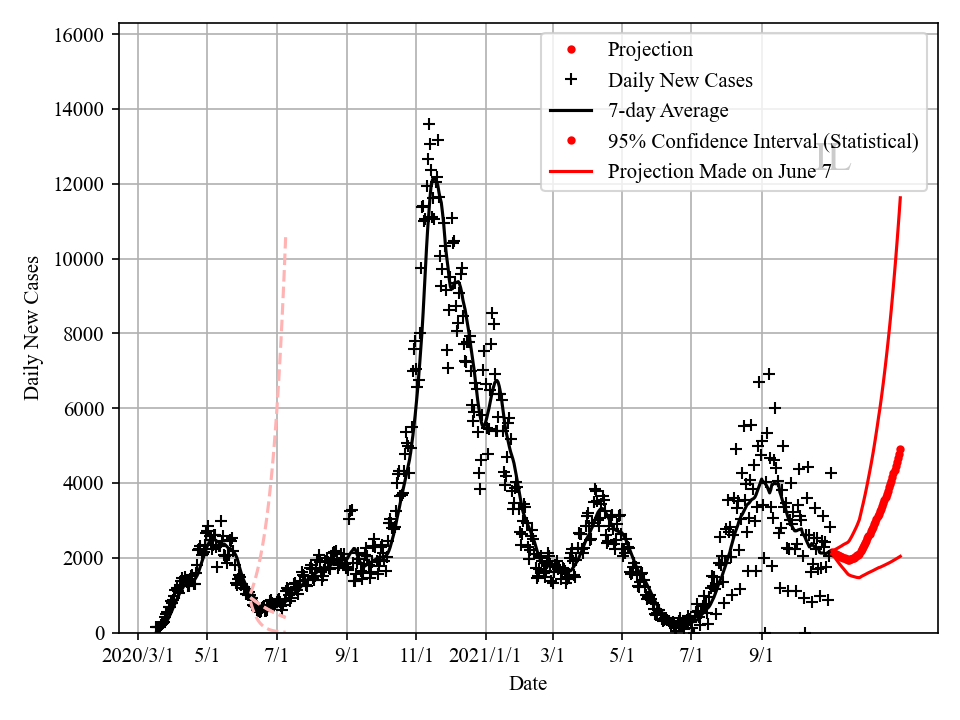 16000
14000
12000
10000
8000
6000
4000
2000
0
Daily New Cases
Projection
Daily New Cases
7-day Average
95% Confidence Interval (Statistical)
Projection Made on June 7
IL
2020/3/1 5/1 7/1 9/1 11/1 2021/1/1 3/1 5/1 7/1 9/1
Date